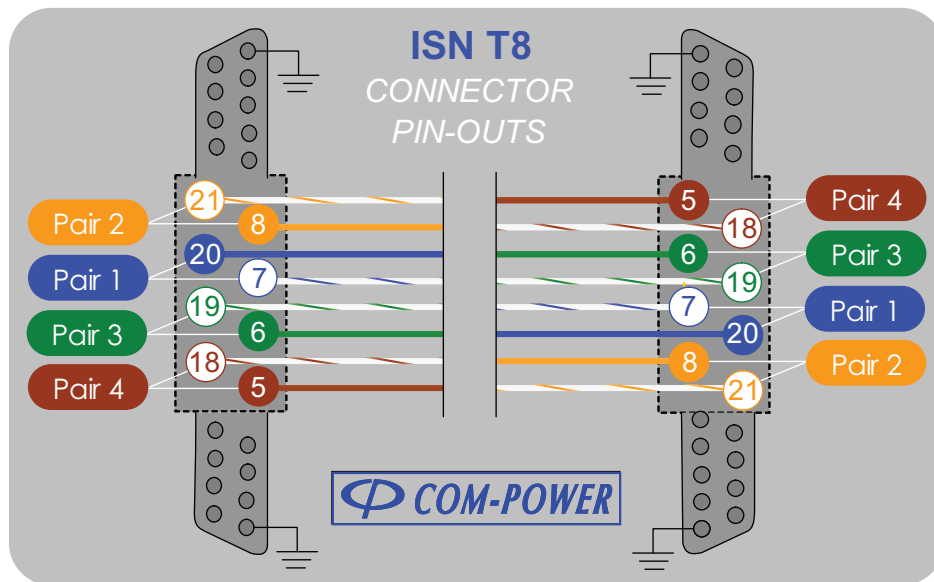 ISN T8
CONNECTOR
PIN-OUTS
Pair 2
Pair 1
Pair 3
Pair 4
21
8
20
7
19
6
18
5
5
18
6
19
7
20
8
21
Pair 4
Pair 3
Pair 1
Pair 2
COM-POWER